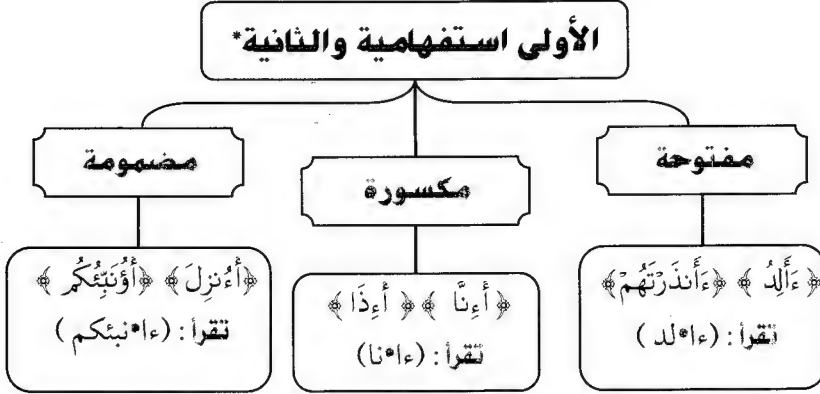 الأولى استفهامية والثانية*
مفتوحة
مكسورة
مضمومة
﴿ءَأَلِدُ﴾ ﴿ءَأَنذَرْتَهُمْ﴾
تقرأ: (ءا•لد)
﴿أَءِنَّا﴾ ﴿أَءِذَا﴾
تقرأ: (ءا•نا)
﴿أَءُنزِلَ﴾ ﴿أَؤُنَبِّئُكُم﴾
تقرأ: (ءا•نبئكم)